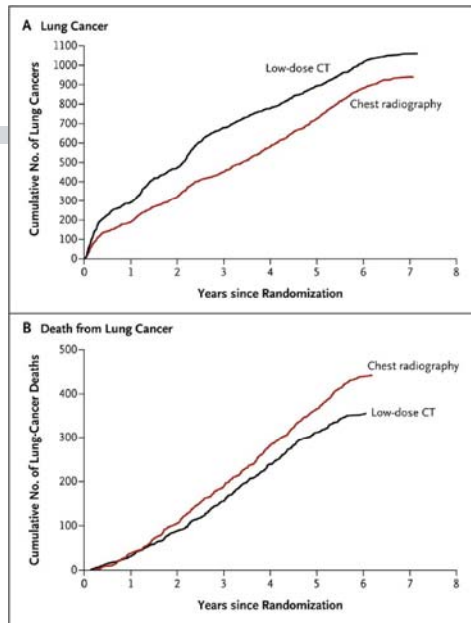 A Lung Cancer
Cumulative No. of Lung Cancers
1100
1000
900
800
700
600
500
400
300
200
100
0
Low-dose CT
Chest radiography
0 1 2 3 4 5 6 7 8
Years since Randomization
B Death from Lung Cancer
Cumulative No. of Lung-Cancer Deaths
500
400
300
200
100
0
Chest radiography
Low-dose CT
0 1 2 3 4 5 6 7 8
Years since Randomization